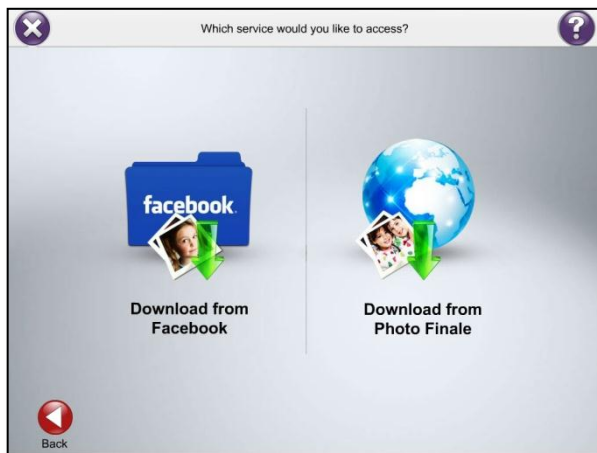 Which service would you like to access?
?
facebook.
Download from
Facebook
Download from
Photo Finale
Back